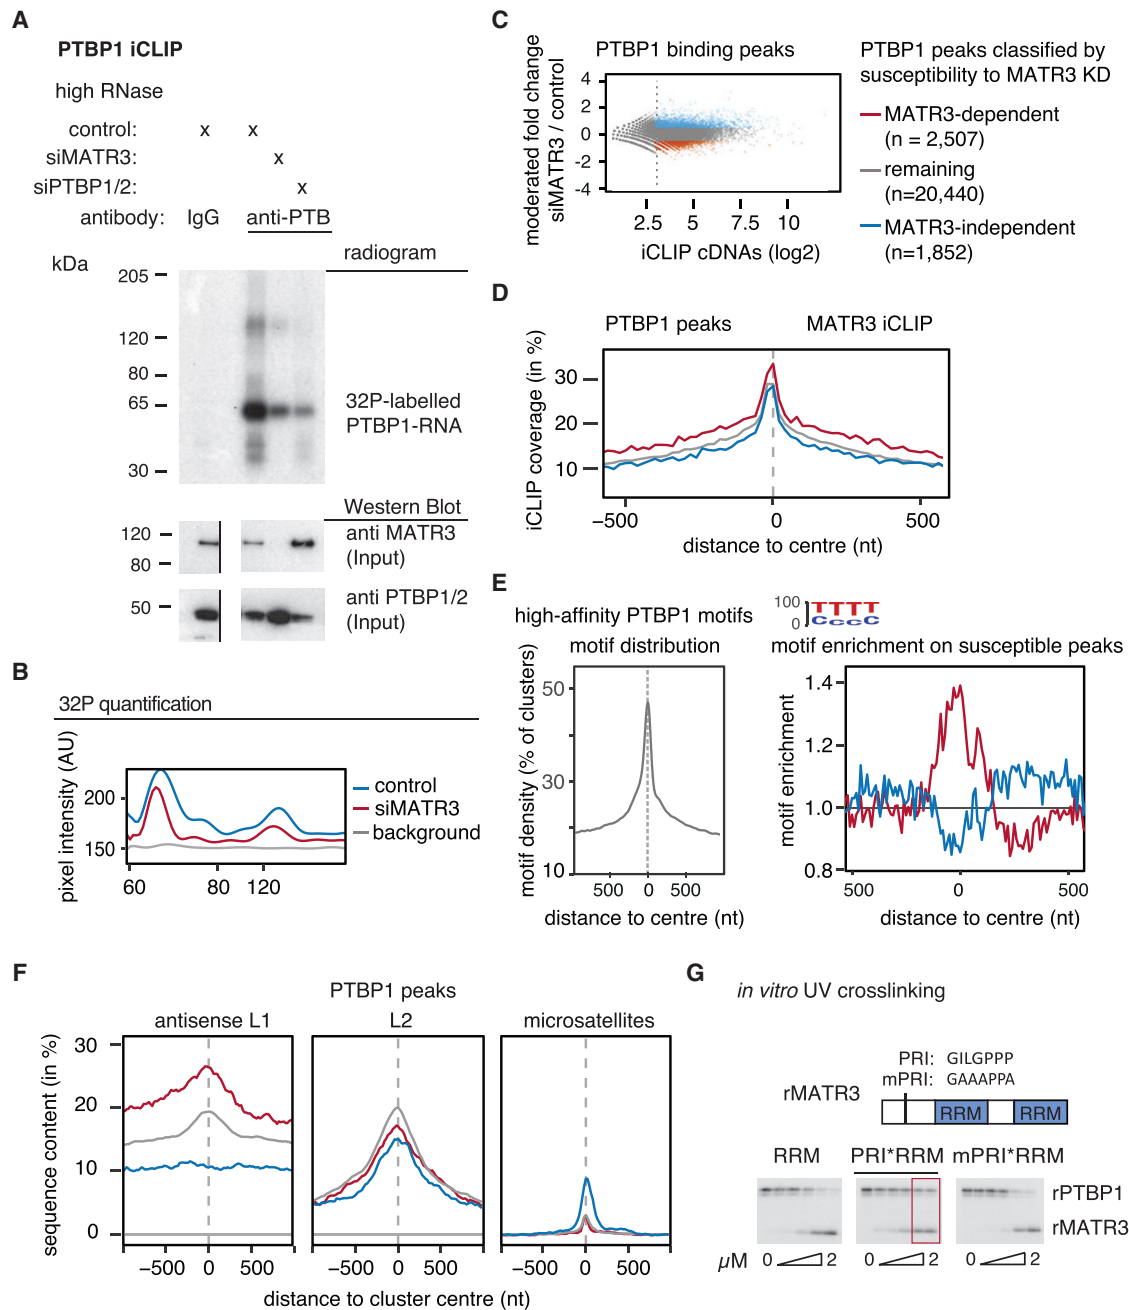 A
PTBP1 iCLIP
high RNase
control: x x
siMATR3: x
siPTBP1/2: x
antibody: IgG anti-PTB
kDa
radiogram
205
120
80
65
30
32P-labelled
PTBP1-RNA
Western Blot
120
80
anti MATR3
(Input)
50
anti PTBP1/2
(Input)
B
32P quantification
pixel intensity (AU)
200
150
60 80 120
control
siMATR3
background
C
PTBP1 binding peaks
moderated fold change
siMATR3 / control
4
2
0
-2
-4
2.5 5 7.5 10
iCLIP cDNAs (log2)
PTBP1 peaks classified by
susceptibility to MATR3 KD
MATR3-dependent
(n = 2,507)
remaining
(n=20,440)
MATR3-independent
(n=1,852)
D
PTBP1 peaks MATR3 iCLIP
iCLIP coverage (in %)
30
20
10
−500 0 500
distance to centre (nt)
E
high-affinity PTBP1 motifs
100
0
TTTT
CCCC
motif distribution
motif density (% of clusters)
50
30
10
500 0 500
distance to centre (nt)
motif enrichment on susceptible peaks
motif enrichment
1.4
1.2
1.0
0.8
500 0 500
distance to centre (nt)
F
PTBP1 peaks
antisense L1 L2 microsatellites
sequence content (in %)
30
20
10
0
−500 0 500 −500 0 500 −500 0 500
distance to cluster centre (nt)
G
in vitro UV crosslinking
PRI: GILGPPP
mPRI: GAAAPPA
rMATR3
RRM RRM
RRM PRI*RRM mPRI*RRM
rPTBP1
rMATR3
µM 0 2 0 2 0 2